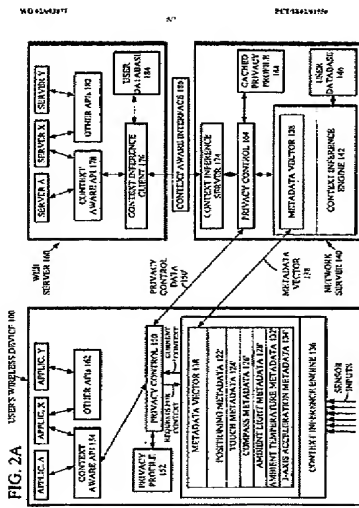 FIG. 2A
USER'S WIRELESS DEVICE 100
APPLIC. A
APPLIC. X
APPLIC. Y
CONTEXT
AWARE API 154
OTHER APIs 162
PRIVACY
PROFILE
152
PRIVACY CONTROL 150
REQUESTS FOR
CONTEXT
CURRENT
CONTEXT
METADATA VECTOR 138
POSITIONING METADATA 122'
TOUCH METADATA 124'
COMPASS METADATA 126'
AMBIENT LIGHT METADATA 128'
AMBIENT TEMPERATURE METADATA 132'
3-AXIS ACCELERATION METADATA 134'
CONTEXT INFERENCE ENGINE 136
SENSOR
INPUTS
PRIVACY
CONTROL
DATA
METADATA
VECTOR
138
WEB
SERVER 160
SERVER A
SERVER X
SERVER Y
CONTEXT
AWARE API 178
OTHER APIs
USER
DATABASE
184
CONTEXT INFERENCE
CLIENT 176
CONTEXT AWARE INTERFACE
CONTEXT INFERENCE
SERVER 174
CACHED
PRIVACY
PROFILE
144
PRIVACY CONTROL 164
USER
DATABASE
146
METADATA VECTOR 138
CONTEXT INFERENCE
ENGINE 142
NETWORK
SERVER 140